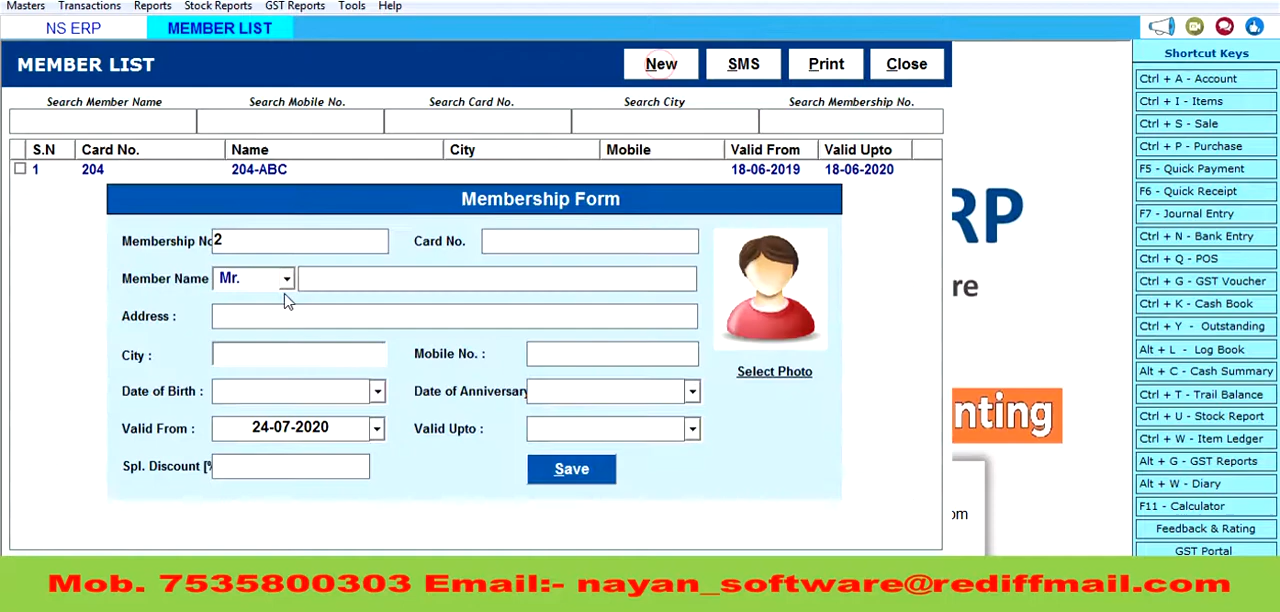 Masters Transactions Reports Stock Reports GST Reports Tools Help
NS ERP MEMBER LIST
MEMBER LIST New SMS Print Close
Search Member Name Search Mobile No. Search Card No. Search City Search Membership No.
S.N Card No. Name City Mobile Valid From Valid Upto
1 204 204-ABC 18-06-2019 18-06-2020
Membership Form
Membership No 2 Card No.
Member Name Mr.
Address :
City : Mobile No. :
Select Photo
Date of Birth : Date of Anniversary
Valid From : 24-07-2020 Valid Upto :
Spl. Discount [% Save
RP
re
nting
om
Shortcut Keys
Ctrl + A - Account
Ctrl + I - Items
Ctrl + S - Sale
Ctrl + P - Purchase
F5 - Quick Payment
F6 - Quick Receipt
F7 - Journal Entry
Ctrl + N - Bank Entry
Ctrl + Q - POS
Ctrl + G - GST Voucher
Ctrl + K - Cash Book
Ctrl + Y - Outstanding
Alt + L - Log Book
Alt + C - Cash Summary
Ctrl + T - Trail Balance
Ctrl + U - Stock Report
Ctrl + W - Item Ledger
Alt + G - GST Reports
Alt + W - Diary
F11 - Calculator
Feedback & Rating
GST Portal
Mob. 7535800303 Email:- nayan_software@rediffmail.com